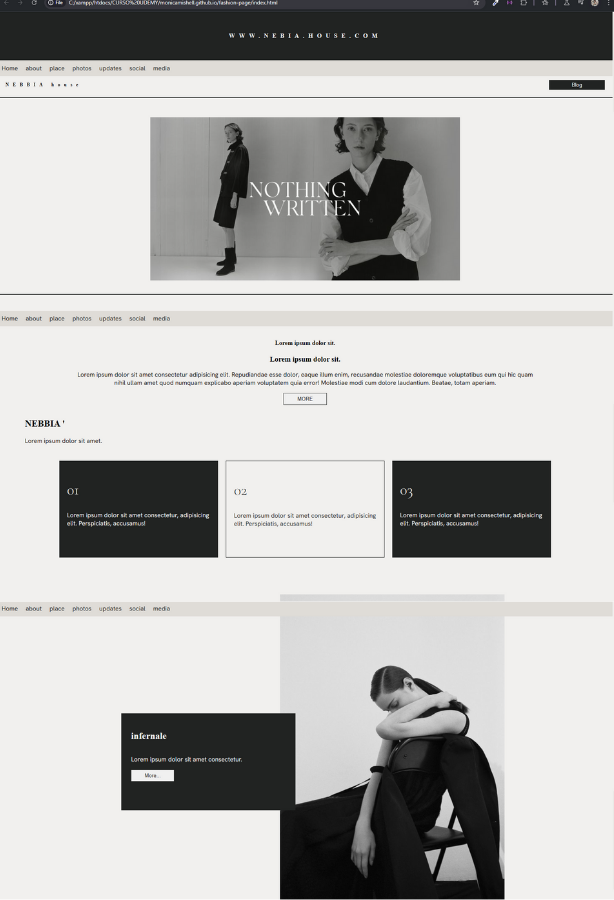 File C:/xampp/htdocs/CURSO%20UDEMY/monicamishell.github.io/fashion-page/index.html
WWW.NEBIA.HOUSE.COM
Home about place photos updates social media
NEBBIA house
Blog
NOTHING
WRITTEN
Home about place photos updates social media
Lorem ipsum dolor sit.
Lorem ipsum dolor sit.
Lorem ipsum dolor sit amet consectetur adipisicing elit. Repudiandae esse dolor, eaque illum enim, recusandae molestiae doloremque voluptatibus eum qui hic quam
nihil ullam amet quod numquam explicabo aperiam voluptatem quia error! Molestiae modi cum dolore laudantium. Beatae, totam aperiam.
MORE
NEBBIA '
Lorem ipsum dolor sit amet.
01
Lorem ipsum dolor sit amet consectetur, adipisicing
elit. Perspiciatis, accusamus!
02
Lorem ipsum dolor sit amet consectetur, adipisicing
elit. Perspiciatis, accusamus!
03
Lorem ipsum dolor sit amet consectetur, adipisicing
elit. Perspiciatis, accusamus!
Home about place photos updates social media
infernale
Lorem ipsum dolor sit amet consectetur.
More...